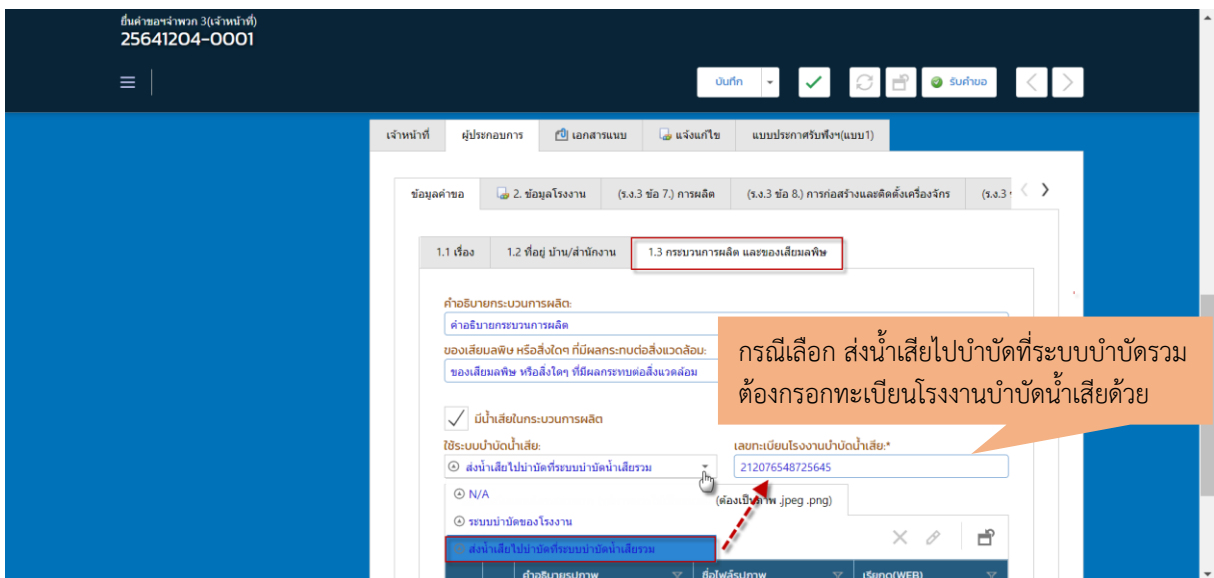 ยื่นคำขอฯจำพวก 3(เจ้าหน้าที่)
25641204-0001
บันทึก
รับคำขอ
เจ้าหน้าที่ ผู้ประกอบการ เอกสารแนบ แจ้งแก้ไข แบบประกาศรับฟังฯ(แบบ1)
ข้อมูลคำขอ 2. ข้อมูลโรงงาน (ร.ง.3 ข้อ 7.) การผลิต (ร.ง.3 ข้อ 8.) การก่อสร้างและติดตั้งเครื่องจักร (ร.ง.3
1.1 เรื่อง 1.2 ที่อยู่ บ้าน/สำนักงาน 1.3 กระบวนการผลิต และของเสียมลพิษ
คำอธิบายกระบวนการผลิต:
คำอธิบายกระบวนการผลิต
ของเสียมลพิษ หรือสิ่งใดๆ ที่มีผลกระทบต่อสิ่งแวดล้อม:
ของเสียมลพิษ หรือสิ่งใดๆ ที่มีผลกระทบต่อสิ่งแวดล้อม
กรณีเลือก ส่งน้ำเสียไปบำบัดที่ระบบบำบัดรวม
ต้องกรอกทะเบียนโรงงานบำบัดน้ำเสียด้วย
มีน้ำเสียในกระบวนการผลิต
ใช้ระบบบำบัดน้ำเสีย: เลขทะเบียนโรงงานบำบัดน้ำเสีย:*
ส่งน้ำเสียไปบำบัดที่ระบบบำบัดน้ำเสียรวม 212076548725645
N/A
(ต้องเป็นภาพ .jpeg .png)
ระบบบำบัดของโรงงาน
ส่งน้ำเสียไปบำบัดที่ระบบบำบัดน้ำเสียรวม
คำอธิบายรูปภาพ ชื่อไฟล์รูปภาพ เรียกดู(WEB)